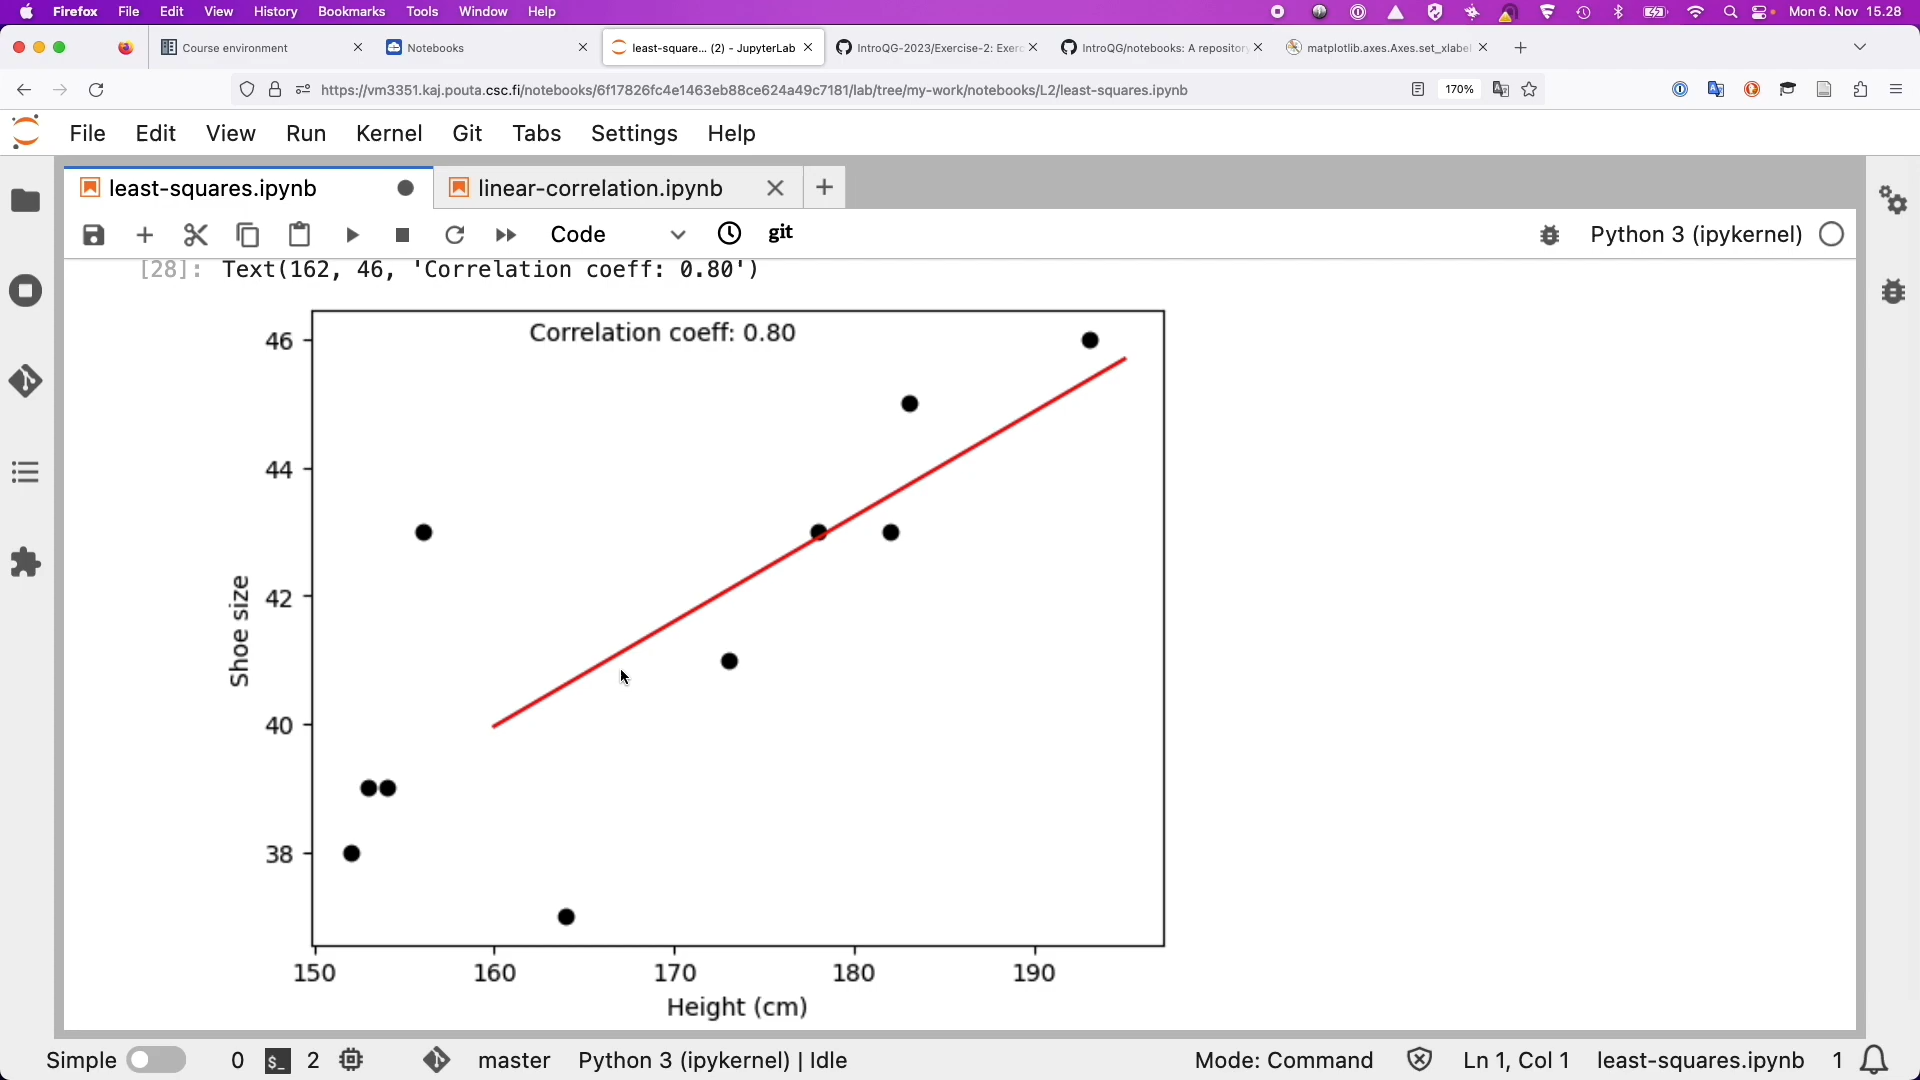 Firefox File Edit View History Bookmarks Tools Window Help Mon 6. Nov 15.28
Course environment Notebooks least-square... (2) - JupyterLab IntroQG-2023/Exercise-2: Exerc IntroQG/notebooks: A repository matplotlib.axes.Axes.set_xlabel
https://vm3351.kaj.pouta.csc.fi/notebooks/6f17826fc4e1463eb88ce624a49c7181/lab/tree/my-work/notebooks/L2/least-squares.ipynb 170%
File Edit View Run Kernel Git Tabs Settings Help
least-squares.ipynb linear-correlation.ipynb
Code git Python 3 (ipykernel)
[28]: Text(162, 46, 'Correlation coeff: 0.80')
Correlation coeff: 0.80
46
44
42
40
38
Shoe size
150 160 170 180 190
Height (cm)
Simple 0 $_ 2 master Python 3 (ipykernel) | Idle Mode: Command Ln 1, Col 1 least-squares.ipynb 1